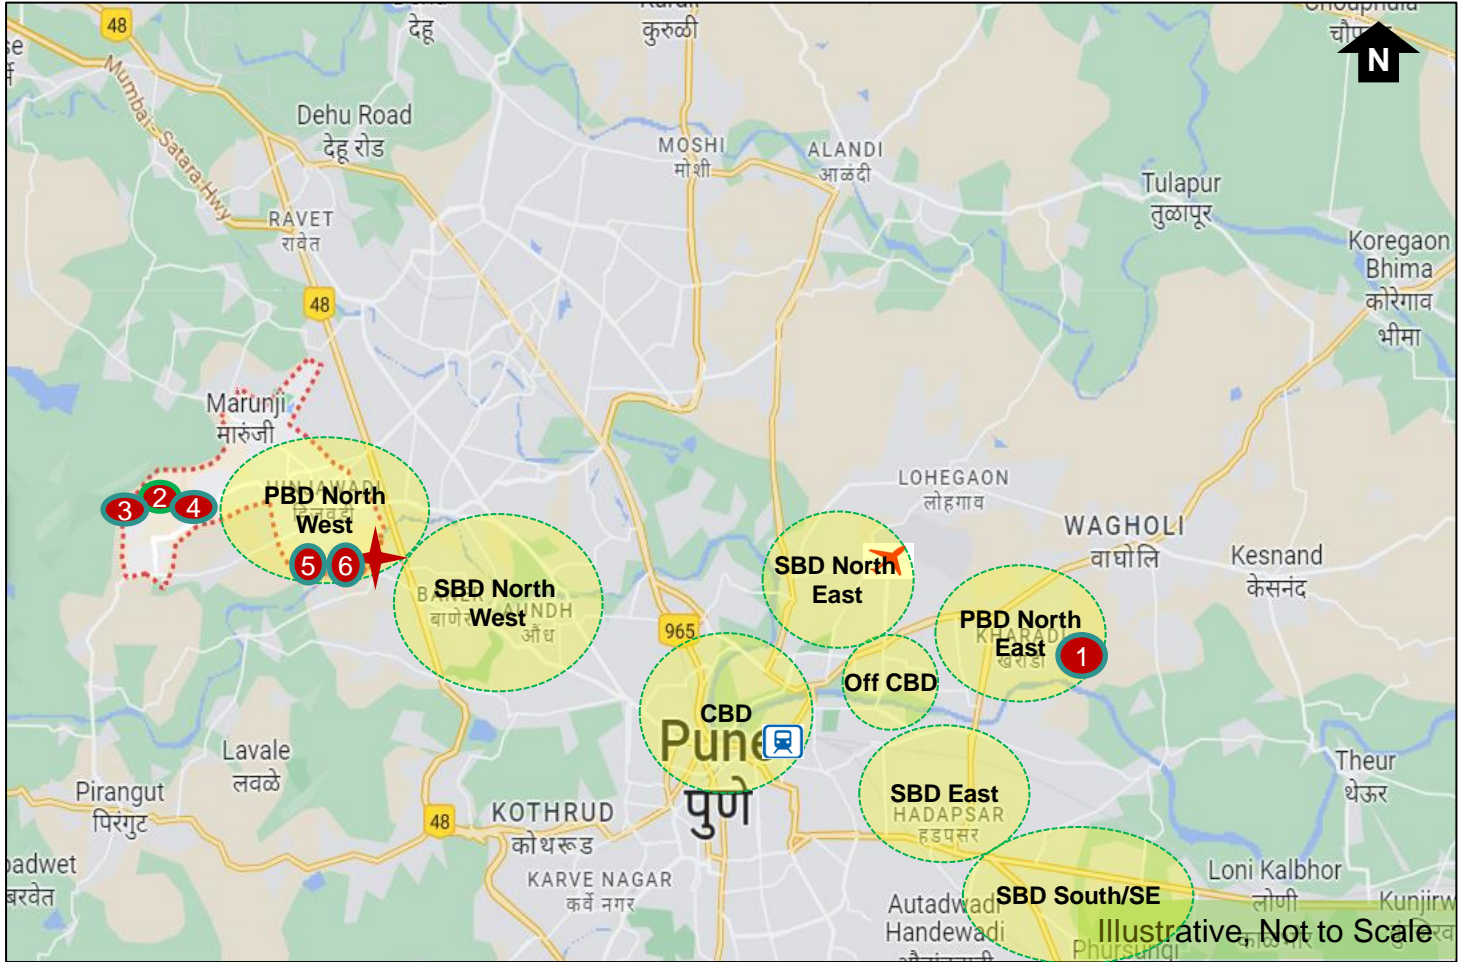 48
देहू
कुरुळी
चौफुला
N
Mumbai - Satara Hwy
Dehu Road
देहू रोड
MOSHI
मोशी
ALANDI
आळंदी
Tulapur
तुळापूर
RAVET
रावेत
Koregaon
Bhima
कोरेगाव
भीमा
48
Marunji
मारुंजी
LOHEGAON
लोहगाव
PBD North
West
HINJAWADI
हिंजवडी
3
2
4
5
6
WAGHOLI
वाघोलि
Kesnand
केसनंद
SBD North
East
SBD North
West
BANER
बाणेर
AUNDH
औंध
965
PBD North
East
KHARADI
खराडी
1
Off CBD
CBD
Pune
पुणे
Lavale
लवळे
Pirangut
पिरंगुट
48
KOTHRUD
कोथरूड
SBD East
HADAPSAR
हडपसर
Theur
थेऊर
KARVE NAGAR
कर्वे नगर
SBD South/SE
Autadwadi
Handewadi
Loni Kalbhor
लोणी
Phursungi
Illustrative, Not to Scale